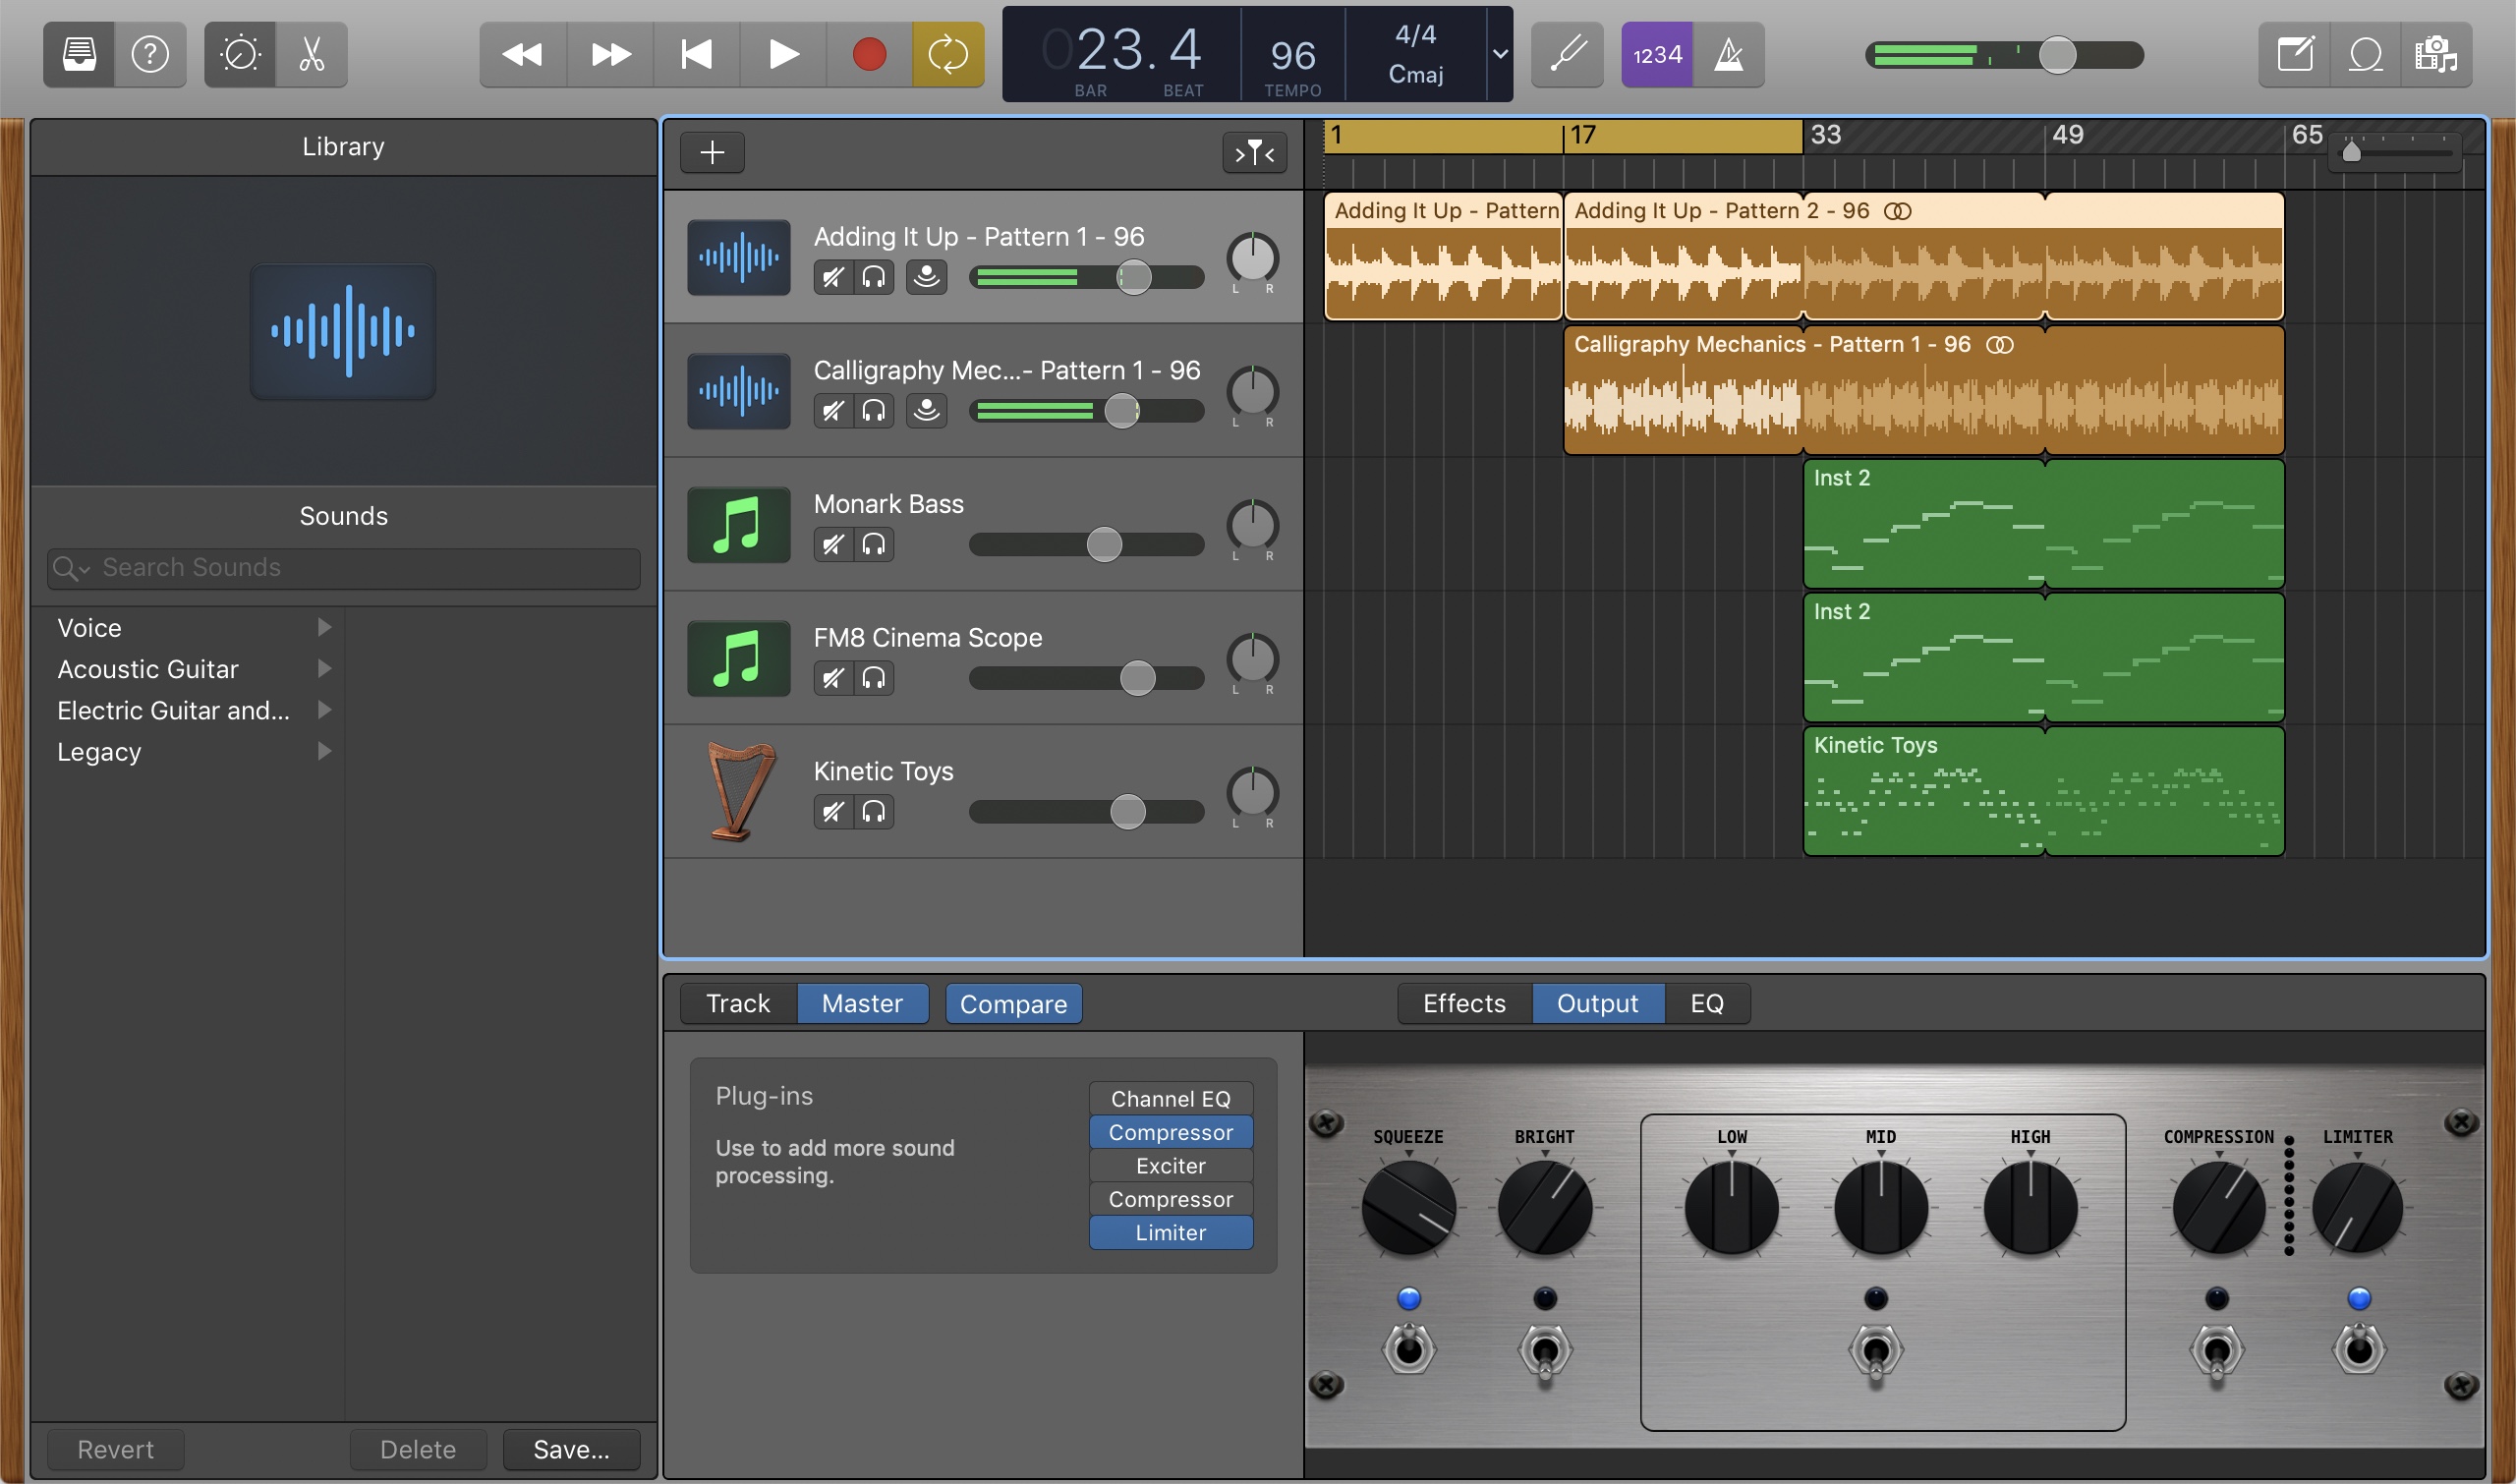 023. 4
BAR
BEAT
96
TEMPO
4/4
Cmaj
1234
Library
Sounds
Search Sounds
Voice
Acoustic Guitar
Electric Guitar and...
Legacy
Revert
Delete
Save...
1
17
33
49
65
Adding It Up - Pattern 1 - 96
L R
Calligraphy Mec...- Pattern 1 - 96
L R
Monark Bass
L R
FM8 Cinema Scope
L R
Kinetic Toys
L R
Adding It Up - Pattern
Adding It Up - Pattern 2 - 96
Calligraphy Mechanics - Pattern 1 - 96
Inst 2
Inst 2
Kinetic Toys
Track
Master
Compare
Effects
Output
EQ
Plug-ins
Use to add more sound
processing.
Channel EQ
Compressor
Exciter
Compressor
Limiter
SQUEEZE
BRIGHT
LOW
MID
HIGH
COMPRESSION
LIMITER